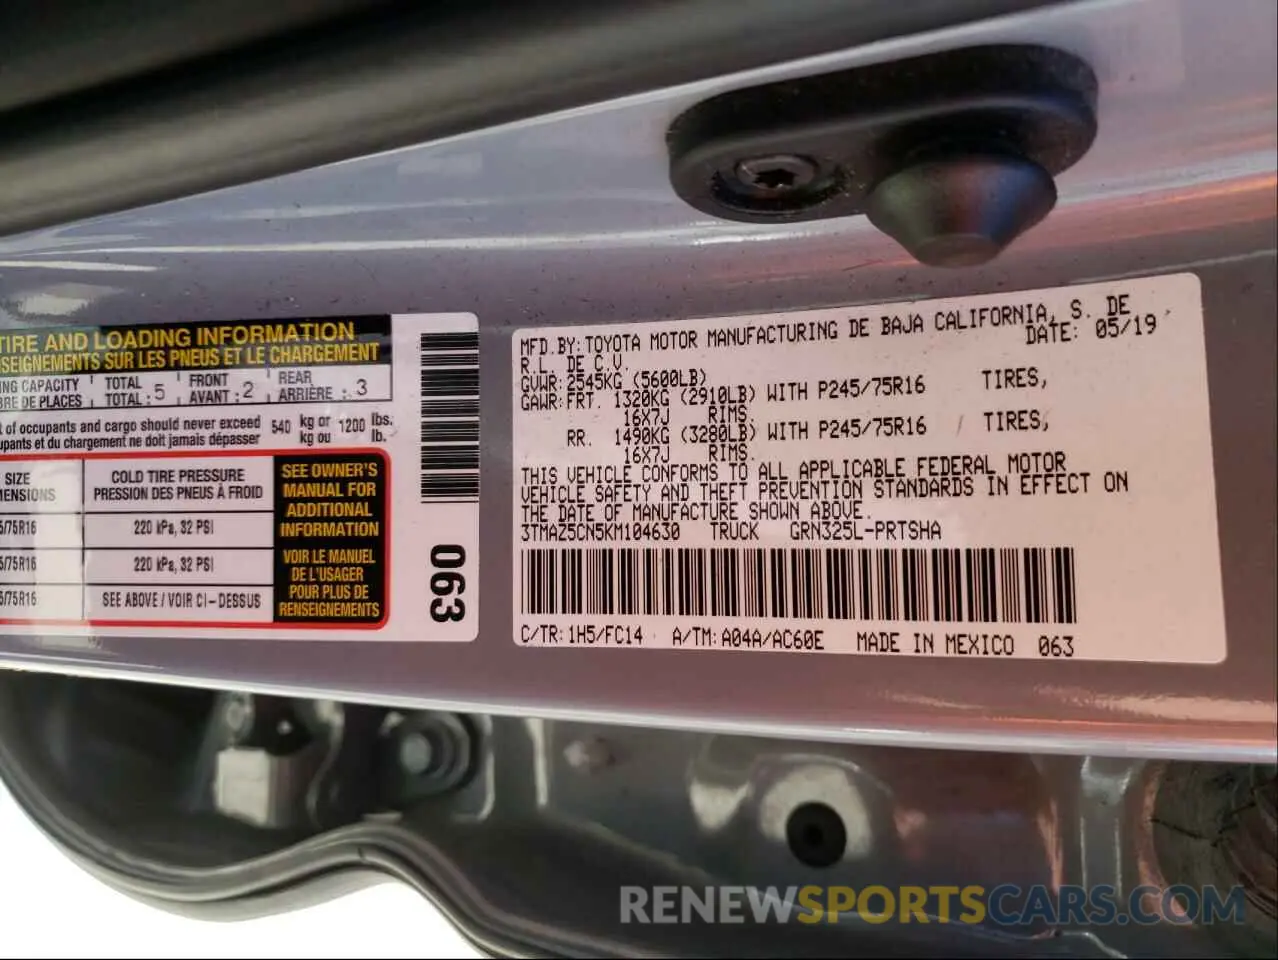 TIRE AND LOADING INFORMATION
SEIGNEMENTS SUR LES PNEUS ET LE CHARGEMENT
NG CAPACITY TOTAL 5 FRONT 2 REAR 3
BRE DE PLACES TOTAL : AVANT : ARRIÈRE :
t of occupants and cargo should never exceed 540 kg or 1200 lbs.
upants et du chargement ne doit jamais dépasser kg ou lb.
SIZE COLD TIRE PRESSURE
MENSIONS PRESSION DES PNEUS À FROID
5/75R16 220 kPa, 32 PSI
5/75R16 220 kPa, 32 PSI
5/75R16 SEE ABOVE / VOIR CI-DESSUS
SEE OWNER'S
MANUAL FOR
ADDITIONAL
INFORMATION
VOIR LE MANUEL
DE L'USAGER
POUR PLUS DE
RENSEIGNEMENTS
063
MFD.BY:TOYOTA MOTOR MANUFACTURING DE BAJA CALIFORNIA, S. DE
R.L. DE C.V. DATE: 05/19
GVWR:2545KG (5600LB)
GAWR:FRT. 1320KG (2910LB) WITH P245/75R16 TIRES,
16X7J RIMS.
RR. 1490KG (3280LB) WITH P245/75R16 TIRES,
16X7J RIMS.
THIS VEHICLE CONFORMS TO ALL APPLICABLE FEDERAL MOTOR
VEHICLE SAFETY AND THEFT PREVENTION STANDARDS IN EFFECT ON
THE DATE OF MANUFACTURE SHOWN ABOVE.
3TMAZ5CN5KM104630 TRUCK GRN325L-PRTSHA
C/TR:1H5/FC14 A/TM:A04A/AC60E MADE IN MEXICO 063
RENEWSPORTSCARS.COM